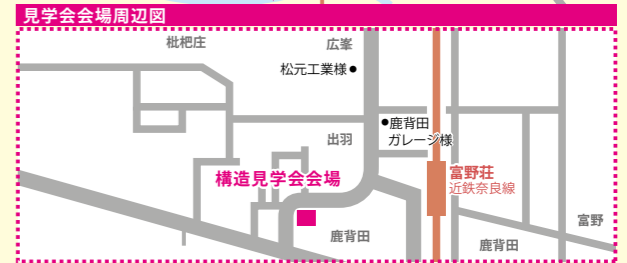 見学会会場周辺図
枇杷庄
広峯
松元工業様
鹿背田
ガレージ様
出羽
構造見学会会場
富野荘
近鉄奈良線
富野
鹿背田
鹿背田